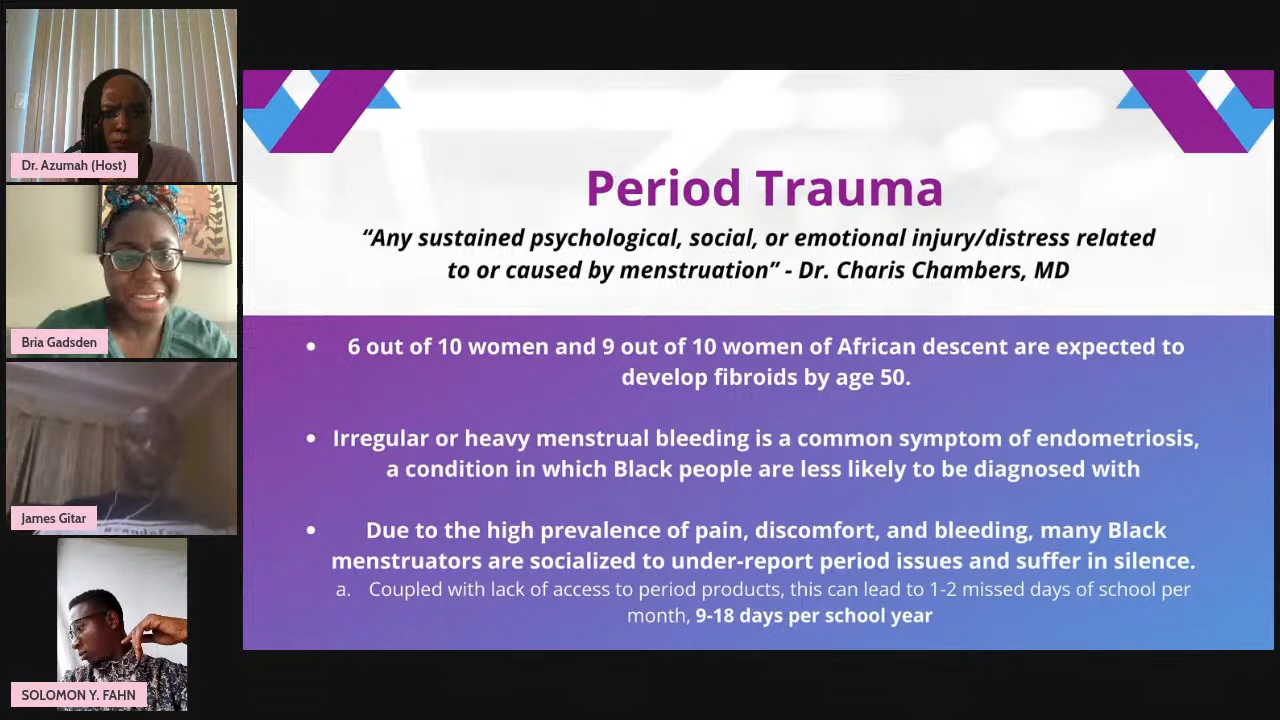 Dr. Azumah (Host)
Bria Gadsden
James Gitar
SOLOMON Y. FAHN
Period Trauma
“Any sustained psychological, social, or emotional injury/distress related
to or caused by menstruation” - Dr. Charis Chambers, MD
• 6 out of 10 women and 9 out of 10 women of African descent are expected to
develop fibroids by age 50.
• Irregular or heavy menstrual bleeding is a common symptom of endometriosis,
a condition in which Black people are less likely to be diagnosed with
• Due to the high prevalence of pain, discomfort, and bleeding, many Black
menstruators are socialized to under-report period issues and suffer in silence.
a. Coupled with lack of access to period products, this can lead to 1-2 missed days of school per
month, 9-18 days per school year